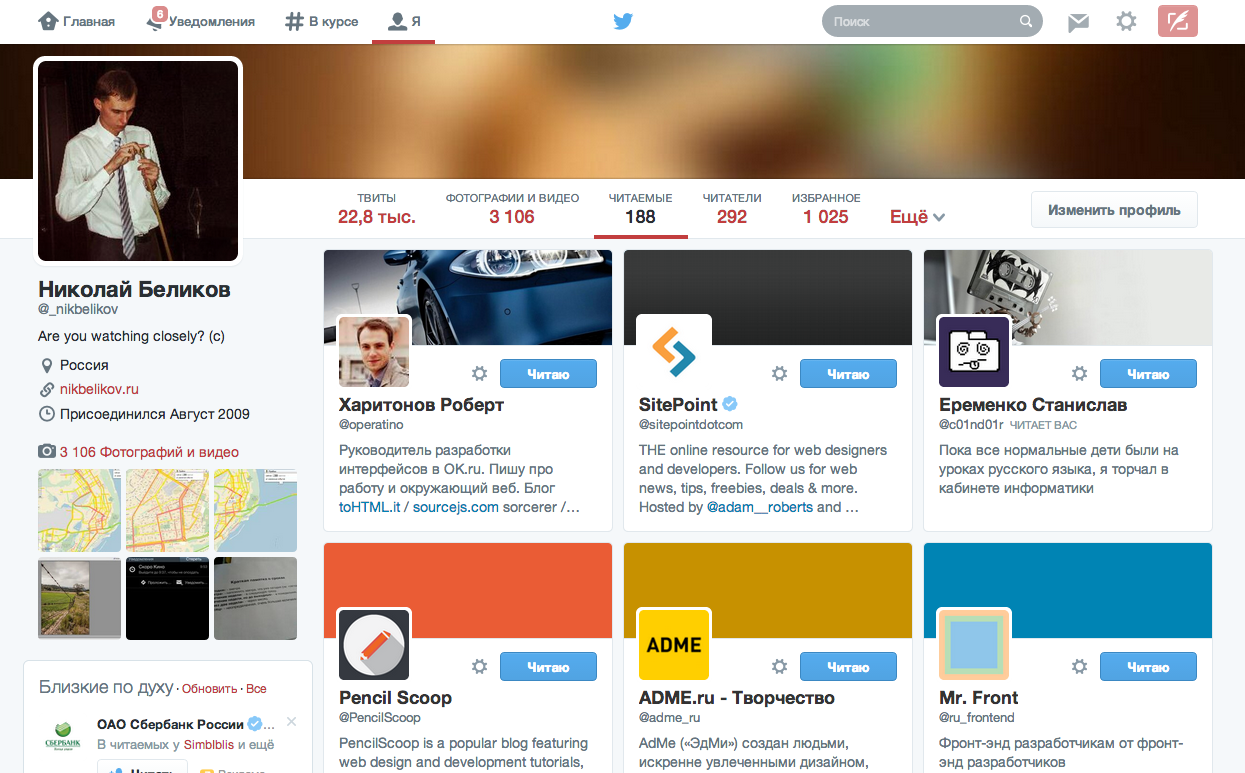 Главная
6
Уведомления
В курсе
Я
Поиск
ТВИТЫ
22,8 тыс.
ФОТОГРАФИИ И ВИДЕО
3 106
ЧИТАЕМЫЕ
188
ЧИТАТЕЛИ
292
ИЗБРАННОЕ
1 025
Ещё
Изменить профиль
Николай Беликов
@_nikbelikov
Are you watching closely? (c)
Россия
nikbelikov.ru
Присоединился Август 2009
3 106 Фотографий и видео
Скоро Кино
Близкие по духу · Обновить · Все
ОАО Сбербанк России ...
В читаемых у Simblblis и ещё
СБЕРБАНК
Читать
Реклама
Читаю
Харитонов Роберт
@operatino
Руководитель разработки
интерфейсов в OK.ru. Пишу про
работу и окружающий веб. Блог
toHTML.it / sourcejs.com sorcerer /…
Читаю
SitePoint
@sitepointdotcom
THE online resource for web designers
and developers. Follow us for web
news, tips, freebies, deals & more.
Hosted by @adam__roberts and …
Читаю
Еременко Станислав
@c01nd01r ЧИТАЕТ ВАС
Пока все нормальные дети были на
уроках русского языка, я торчал в
кабинете информатики
Читаю
Pencil Scoop
@PencilScoop
PencilScoop is a popular blog featuring
web design and development tutorials,
ADME
Читаю
ADME.ru - Творчество
@adme_ru
AdMe («ЭдМи») создан людьми,
искренне увлеченными дизайном,
Читаю
Mr. Front
@ru_frontend
Фронт-энд разработчикам от фронт-
энд разработчиков